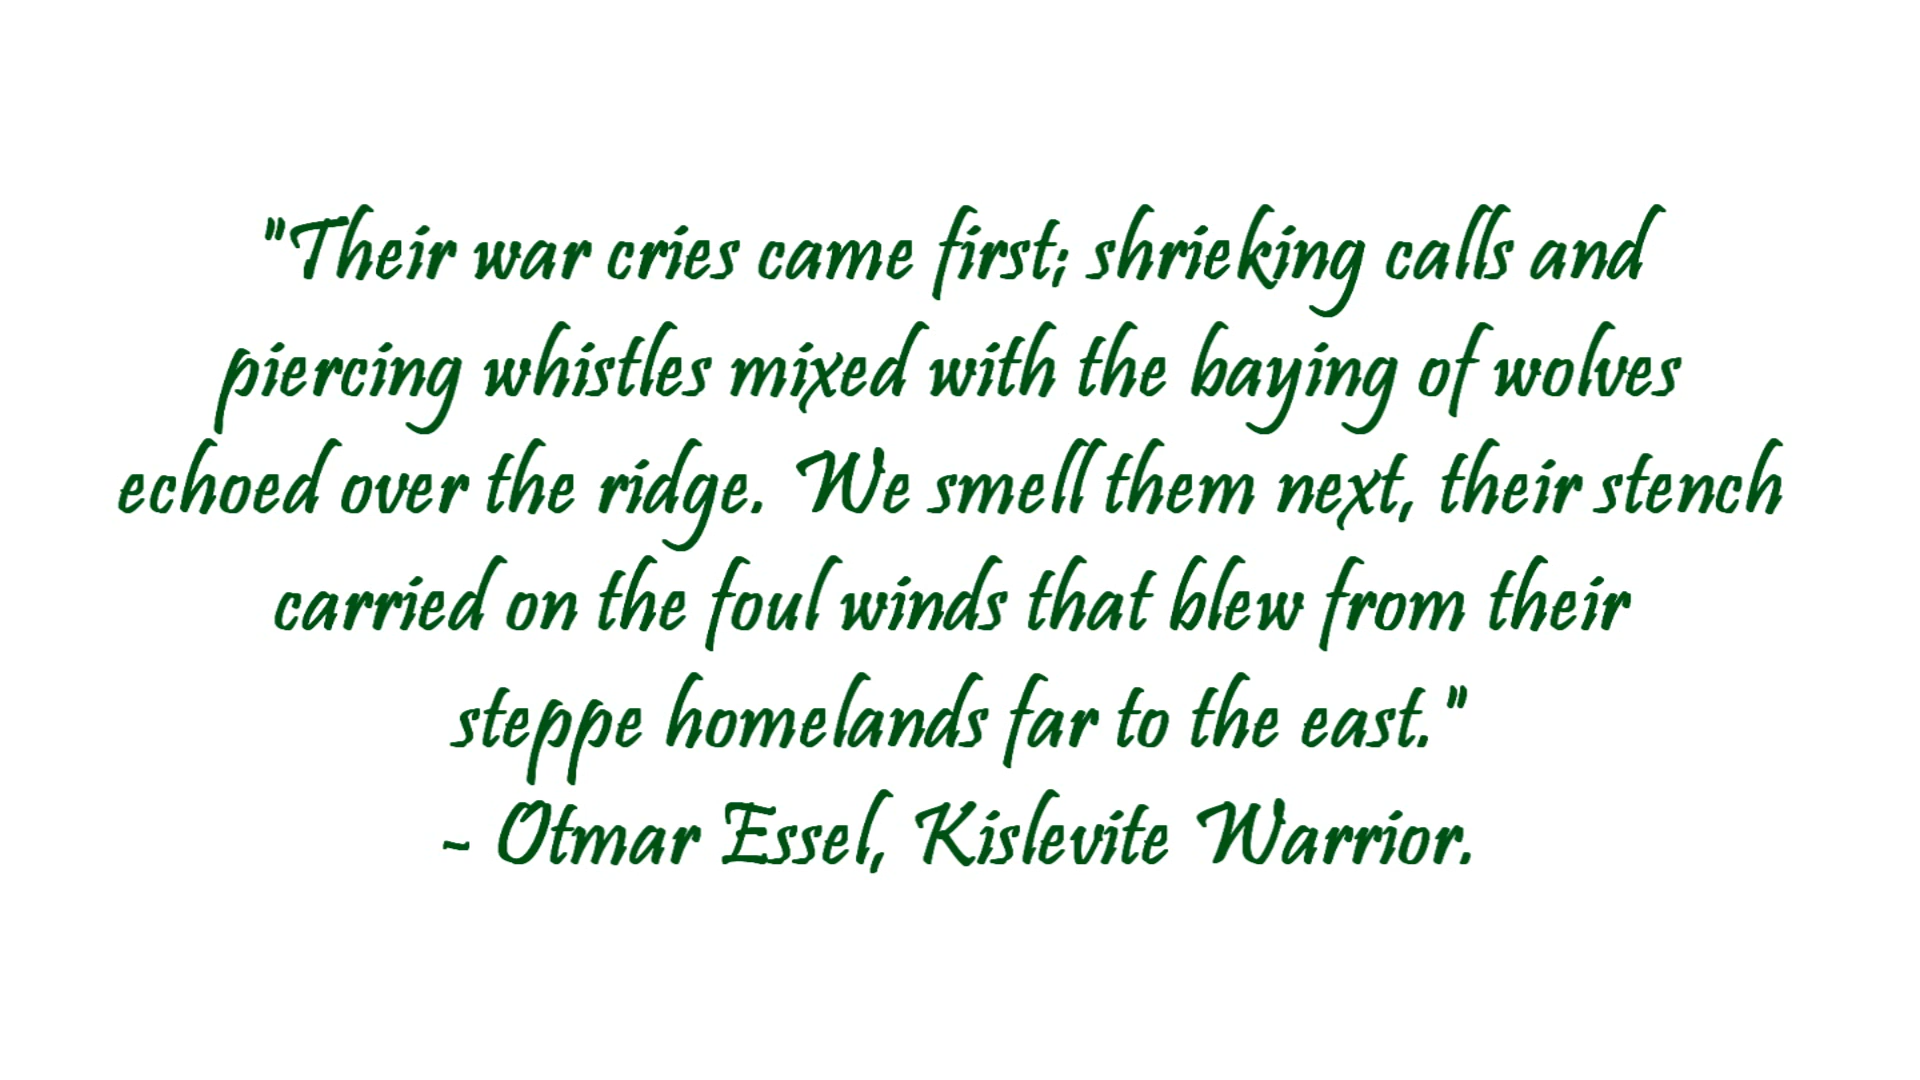 "Their war cries came first; shrieking calls and
piercing whistles mixed with the baying of wolves
echoed over the ridge. We smell them next, their stench
carried on the foul winds that blew from their
steppe homelands far to the east."
~ Otmar Essel, Kislevite Warrior.